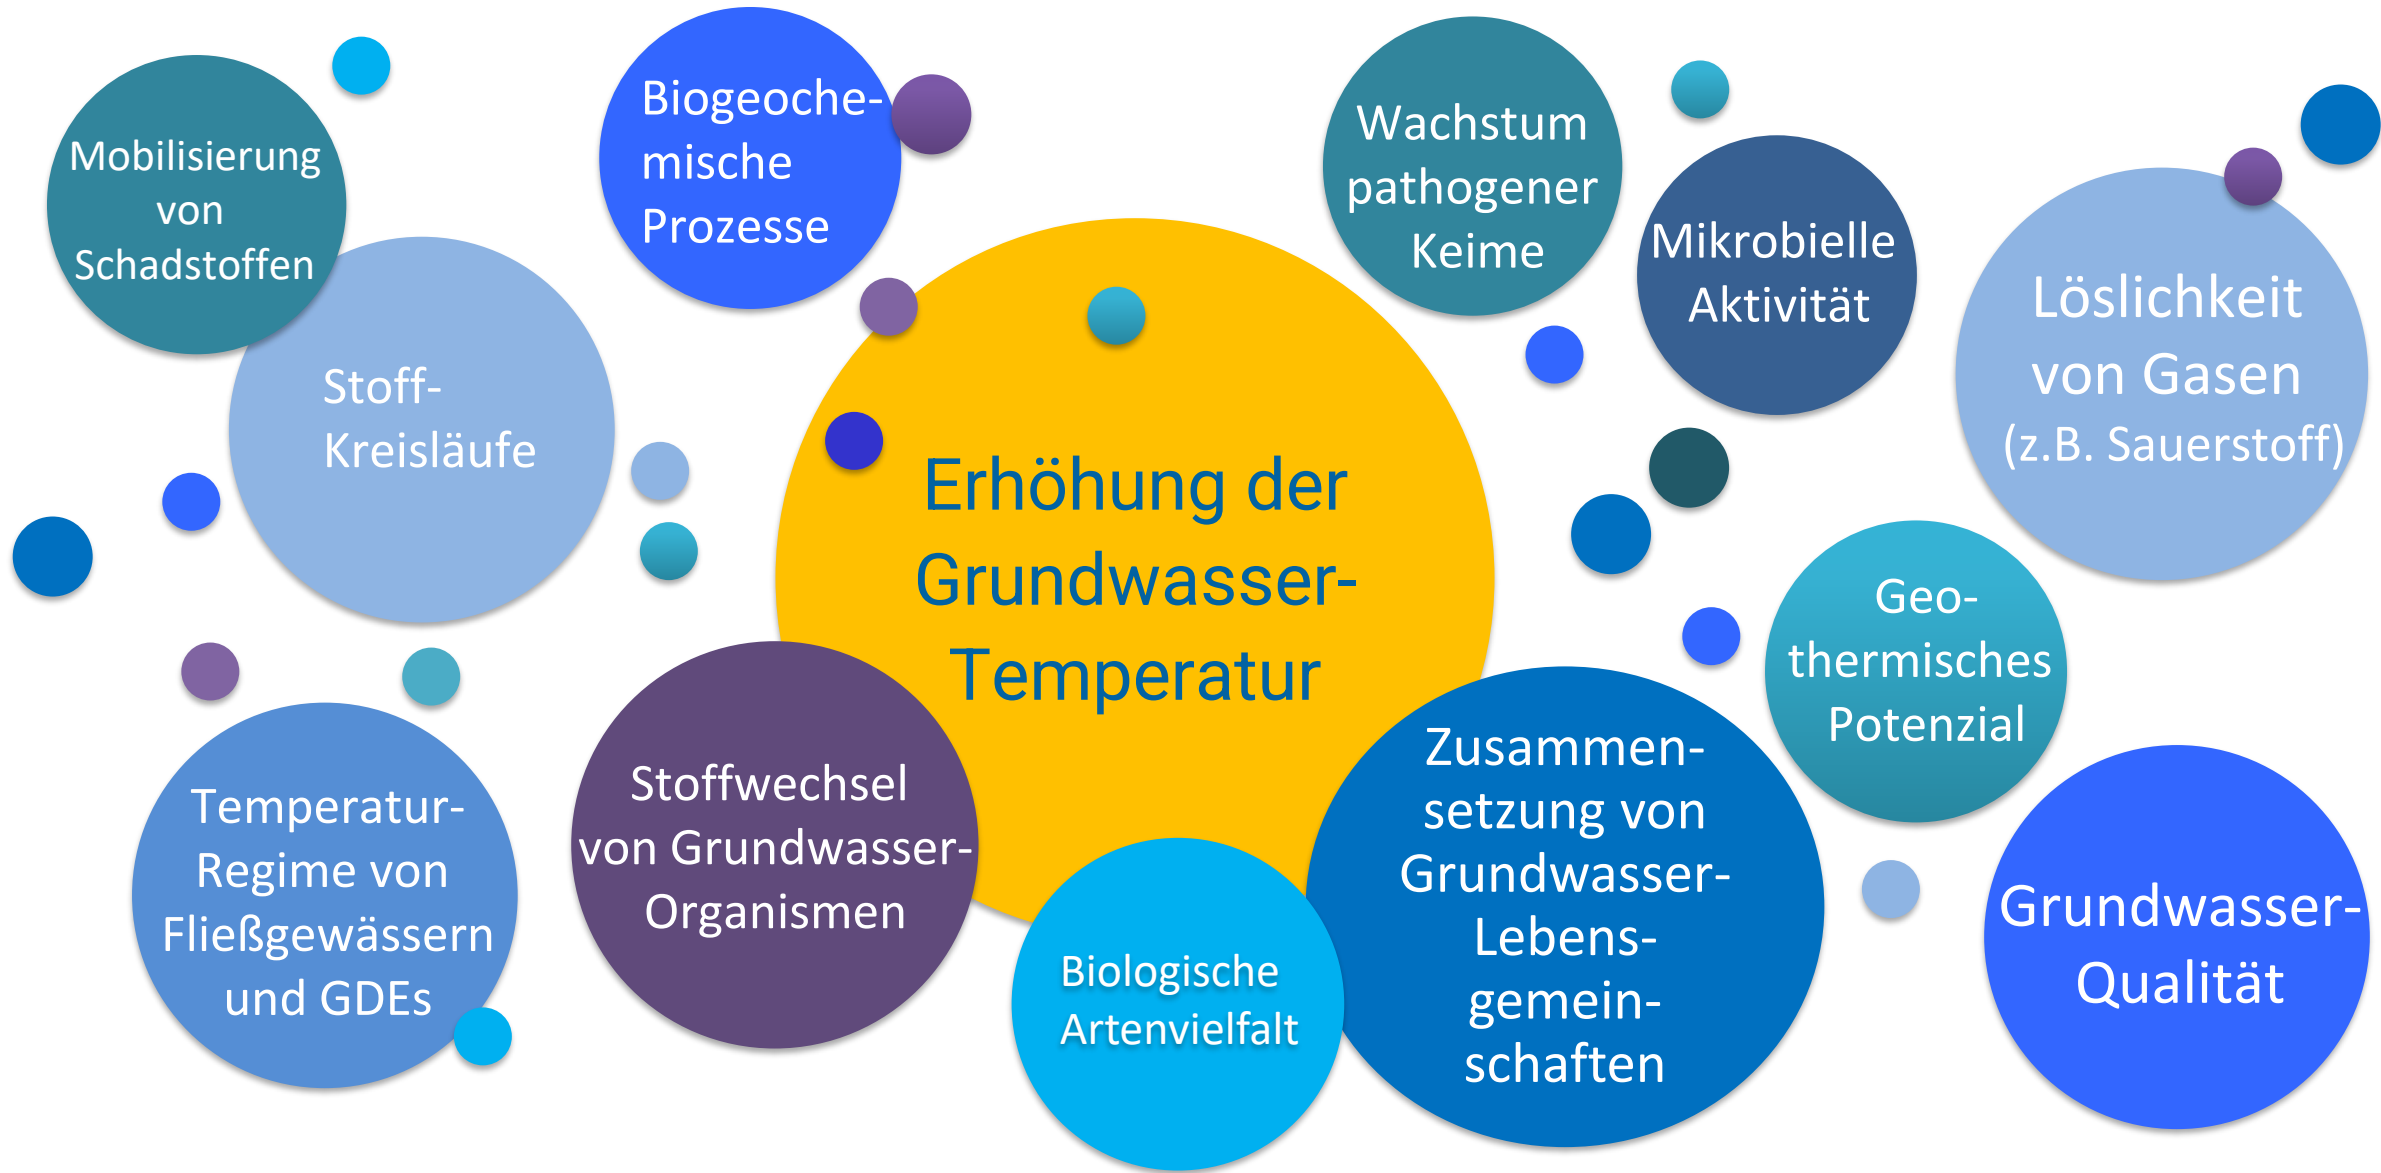 Mobilisierung
von
Schadstoffen
Stoff-
Kreisläufe
Biogeoche-
mische
Prozesse
Wachstum
pathogener
Keime
Mikrobielle
Aktivität
Löslichkeit
von Gasen
(z.B. Sauerstoff)
Erhöhung der
Grundwasser-
Temperatur
Geo-
thermisches
Potenzial
Temperatur-
Regime von
Fließgewässern
und GDEs
Stoffwechsel
von Grundwasser-
Organismen
Biologische
Artenvielfalt
Zusammen-
setzung von
Grundwasser-
Lebens-
gemein-
schaften
Grundwasser-
Qualität